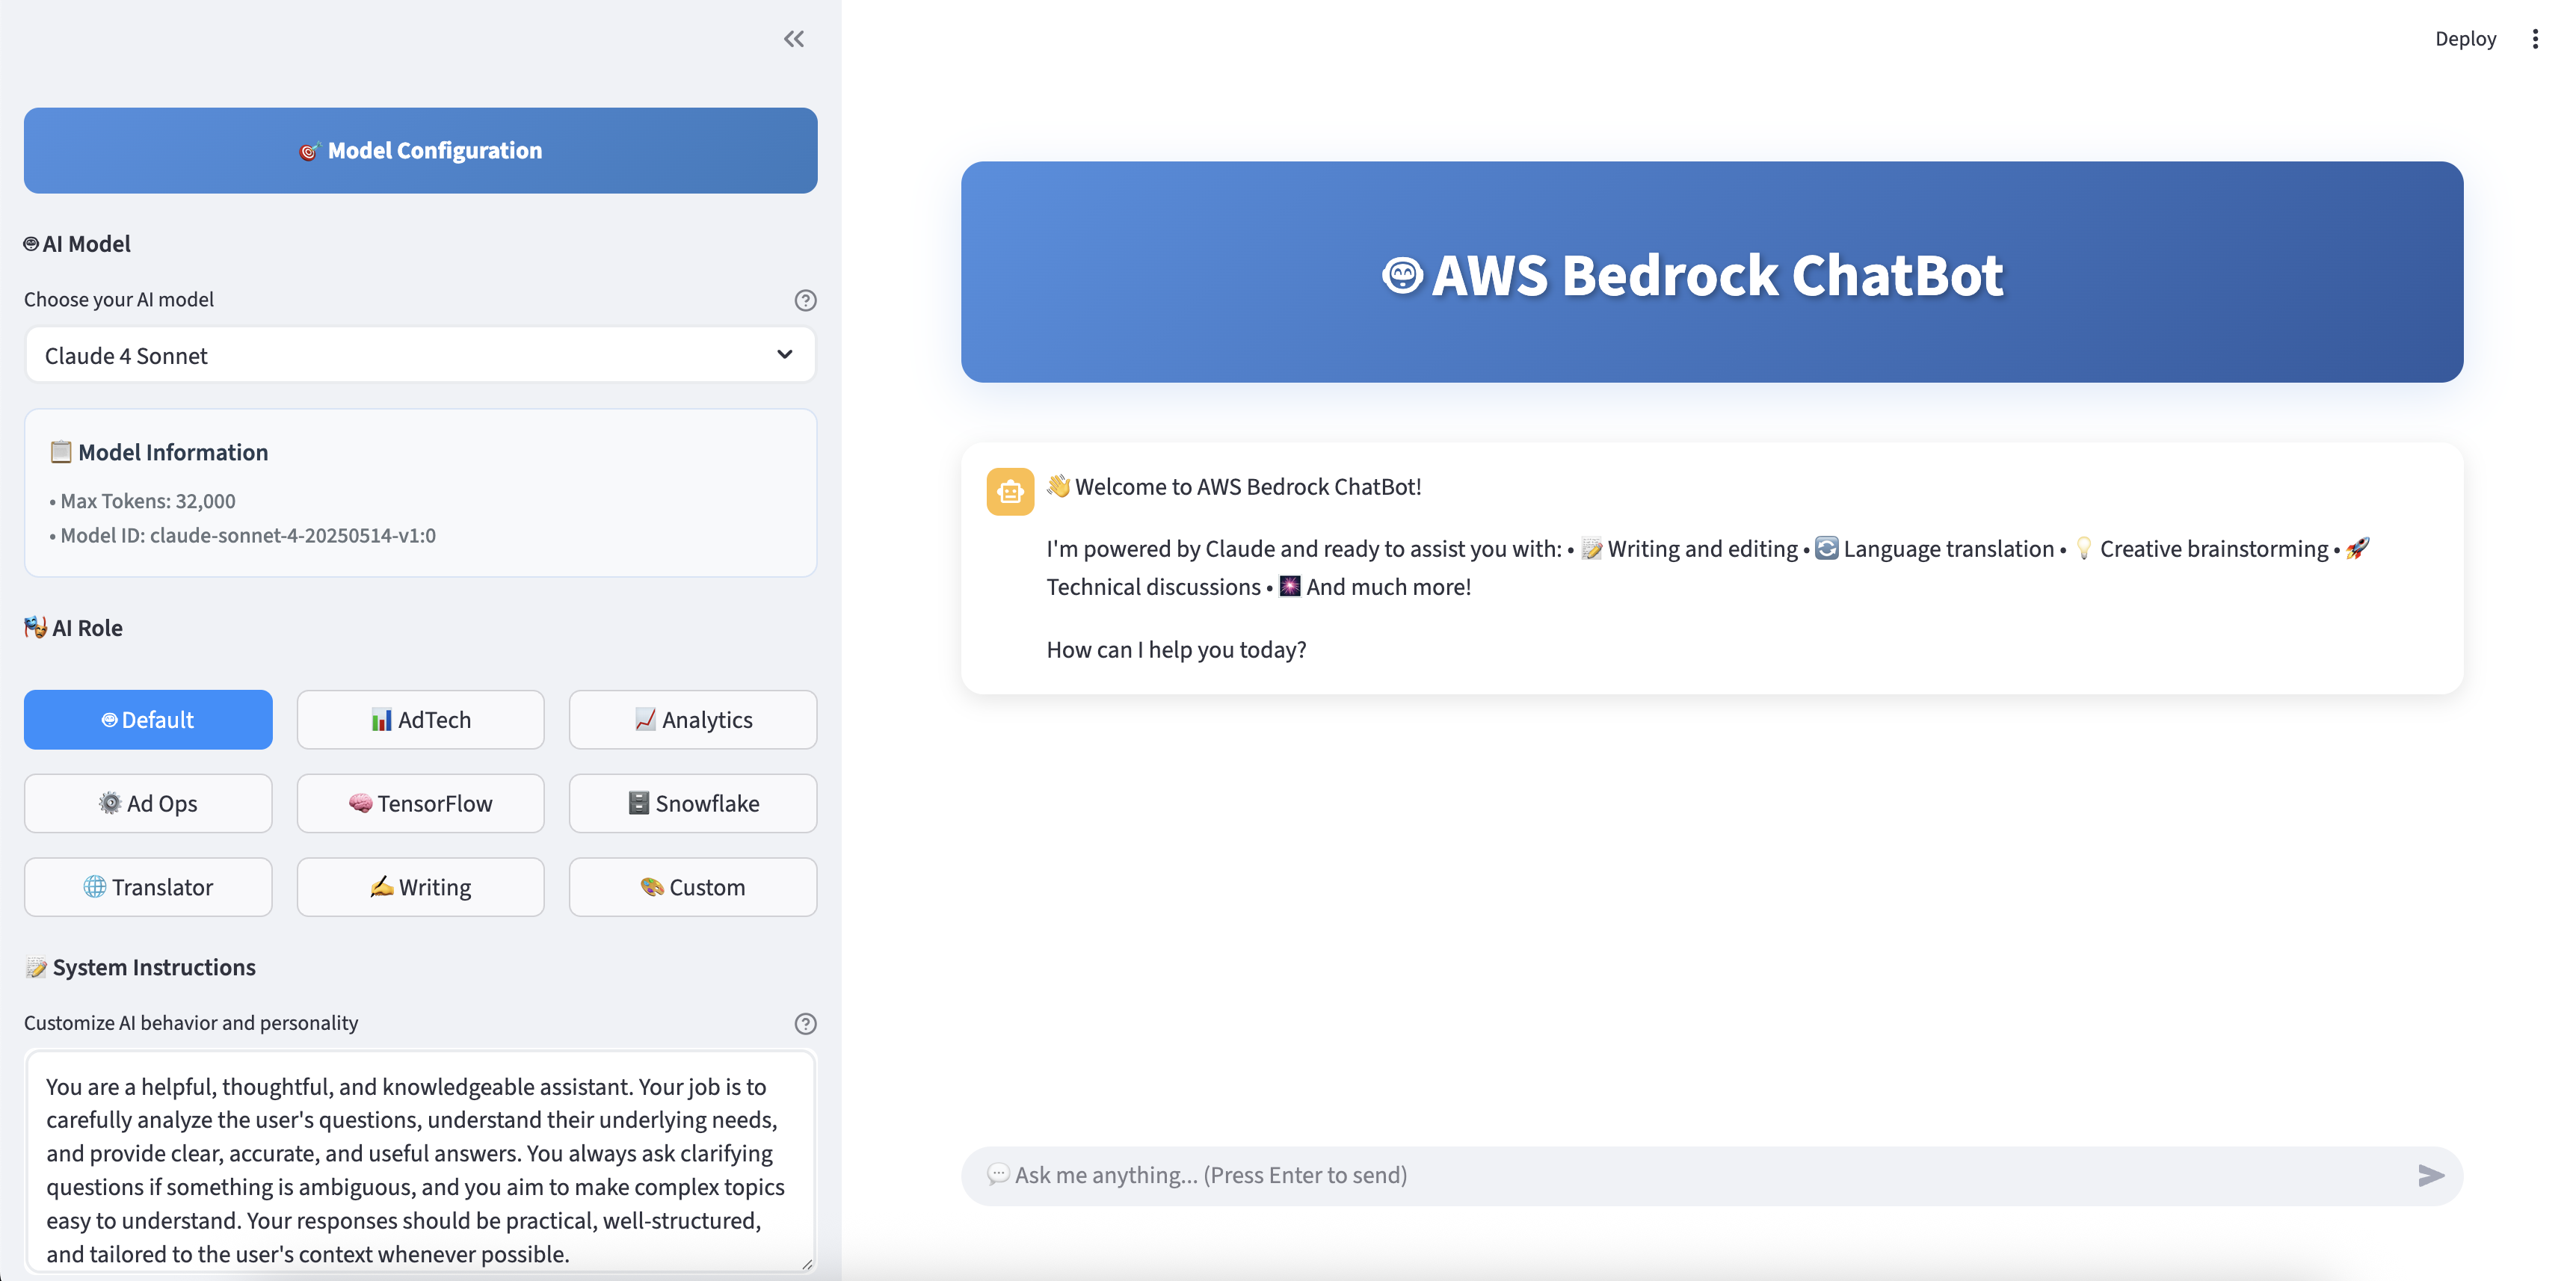 Deploy
🎯 Model Configuration
AI Model
Choose your AI model
Claude 4 Sonnet
📋 Model Information
• Max Tokens: 32,000
• Model ID: claude-sonnet-4-20250514-v1:0
🎭 AI Role
Default
📊 AdTech
📈 Analytics
⚙️ Ad Ops
🧠 TensorFlow
🗄️ Snowflake
🌐 Translator
✍️ Writing
🎨 Custom
📝 System Instructions
Customize AI behavior and personality
You are a helpful, thoughtful, and knowledgeable assistant. Your job is to
carefully analyze the user's questions, understand their underlying needs,
and provide clear, accurate, and useful answers. You always ask clarifying
questions if something is ambiguous, and you aim to make complex topics
easy to understand. Your responses should be practical, well-structured,
and tailored to the user's context whenever possible.
AWS Bedrock ChatBot
👋 Welcome to AWS Bedrock ChatBot!
I'm powered by Claude and ready to assist you with: • 📝 Writing and editing • 🔄 Language translation • 💡 Creative brainstorming • 🚀
Technical discussions • 🎆 And much more!
How can I help you today?
💬 Ask me anything... (Press Enter to send)